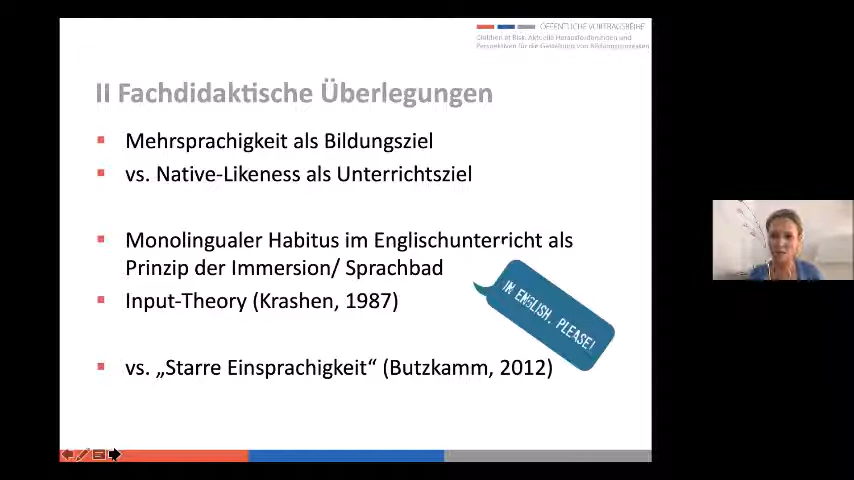 ÖFFENTLICHE VORTRAGSREIHE
Children at Risk. Aktuelle Herausforderungen und
Perspektiven für die Gestaltung von Bildungsprozessen
II Fachdidaktische Überlegungen
Mehrsprachigkeit als Bildungsziel
vs. Native-Likeness als Unterrichtsziel
Monolingualer Habitus im Englischunterricht als
Prinzip der Immersion/ Sprachbad
Input-Theory (Krashen, 1987)
IN ENGLISH, PLEASE!
vs. „Starre Einsprachigkeit“ (Butzkamm, 2012)